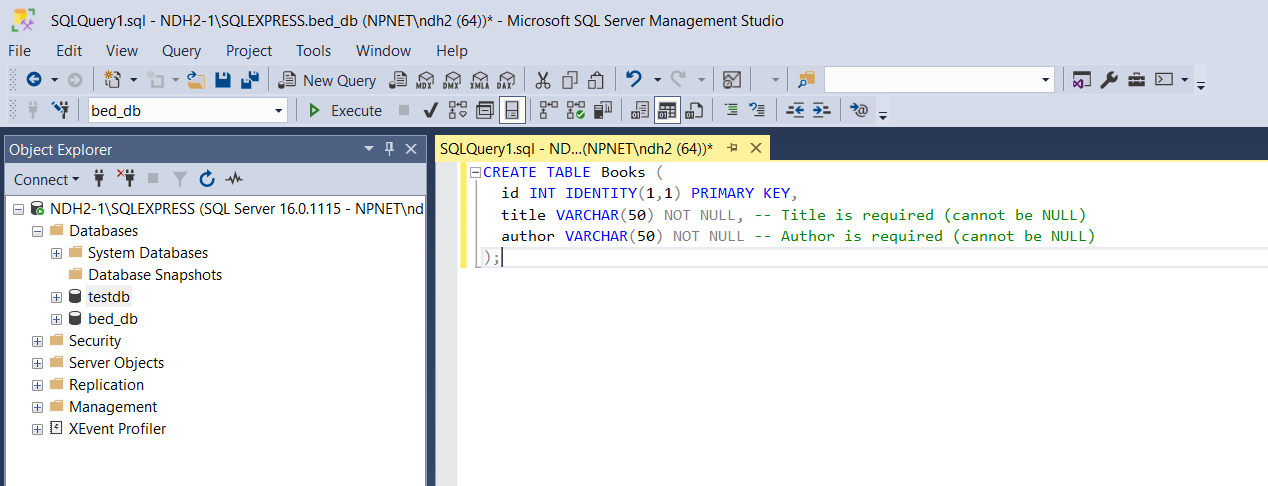 SQLQuery1.sql - NDH2-1\SQLEXPRESS.bed_db (NPNET\ndh2 (64))* - Microsoft SQL Server Management Studio
File Edit View Query Project Tools Window Help
New Query MDX DMX XMLA DAX
bed_db Execute
Object Explorer
Connect
NDH2-1\SQLEXPRESS (SQL Server 16.0.1115 - NPNET\nd
Databases
System Databases
Database Snapshots
testdb
bed_db
Security
Server Objects
Replication
Management
XEvent Profiler
SQLQuery1.sql - ND...(NPNET\ndh2 (64))*
CREATE TABLE Books (
id INT IDENTITY(1,1) PRIMARY KEY,
title VARCHAR(50) NOT NULL, -- Title is required (cannot be NULL)
author VARCHAR(50) NOT NULL -- Author is required (cannot be NULL)
);